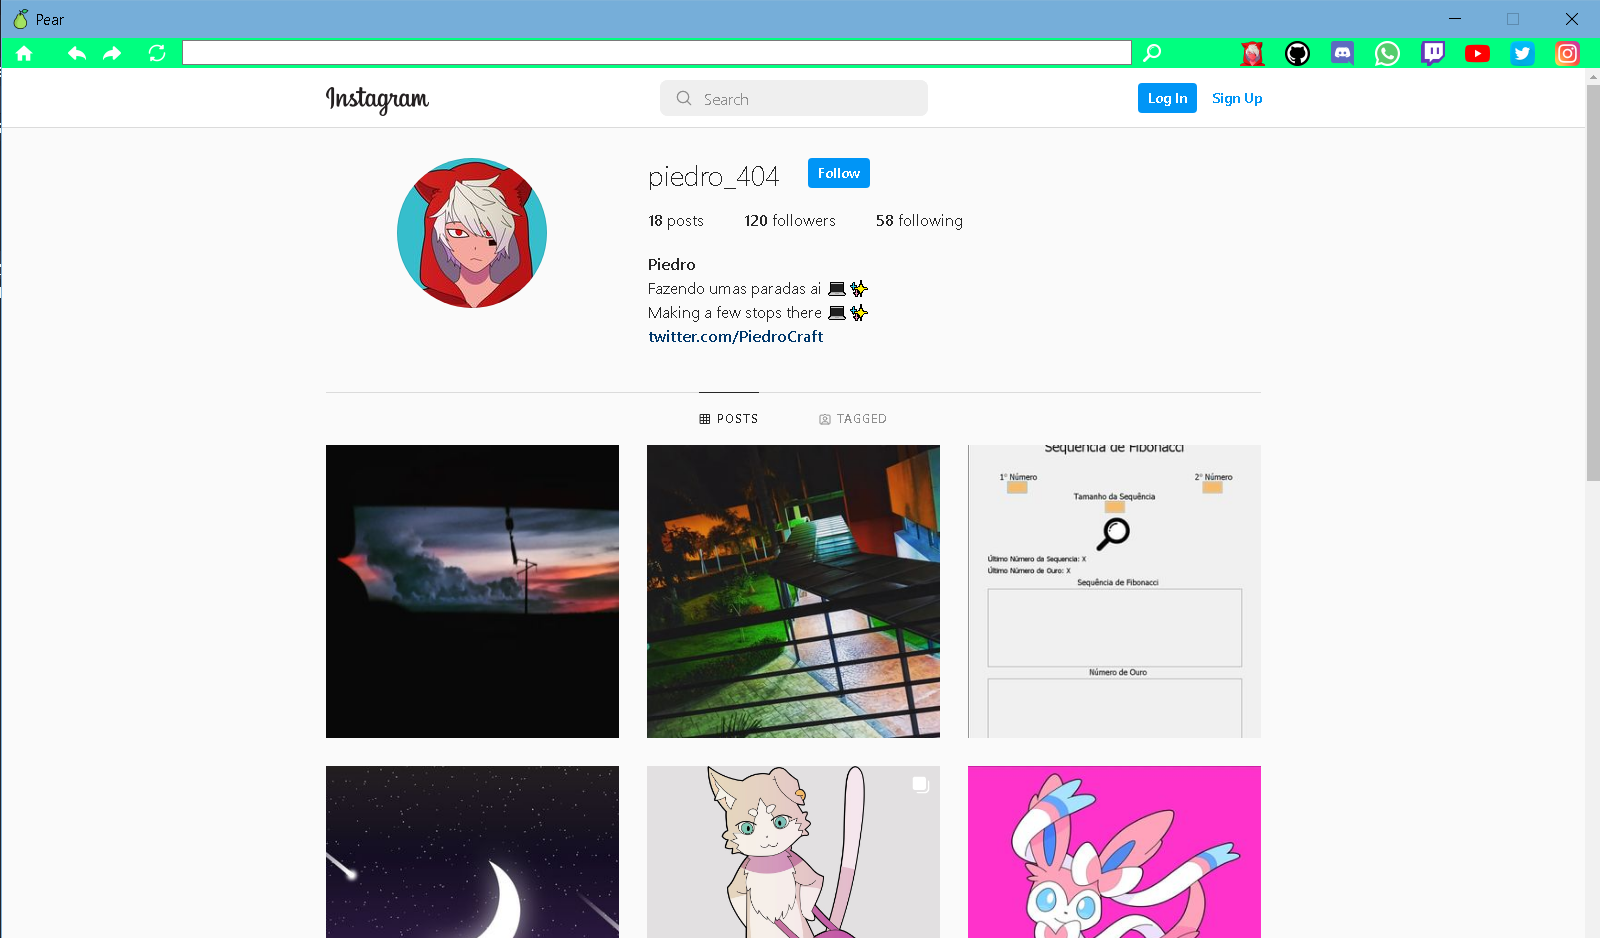 Pear
Instagram
Search
Log In
Sign Up
piedro_404
Follow
18 posts
120 followers
58 following
Piedro
Fazendo umas paradas ai 💻✨
Making a few stops there 💻✨
twitter.com/PiedroCraft
POSTS
TAGGED
Sequência de Fibonacci
1º Número
2º Número
Tamanho da Sequência
Último Número da Sequencia: X
Último Número de Ouro: X
Sequência de Fibonacci
Número de Ouro